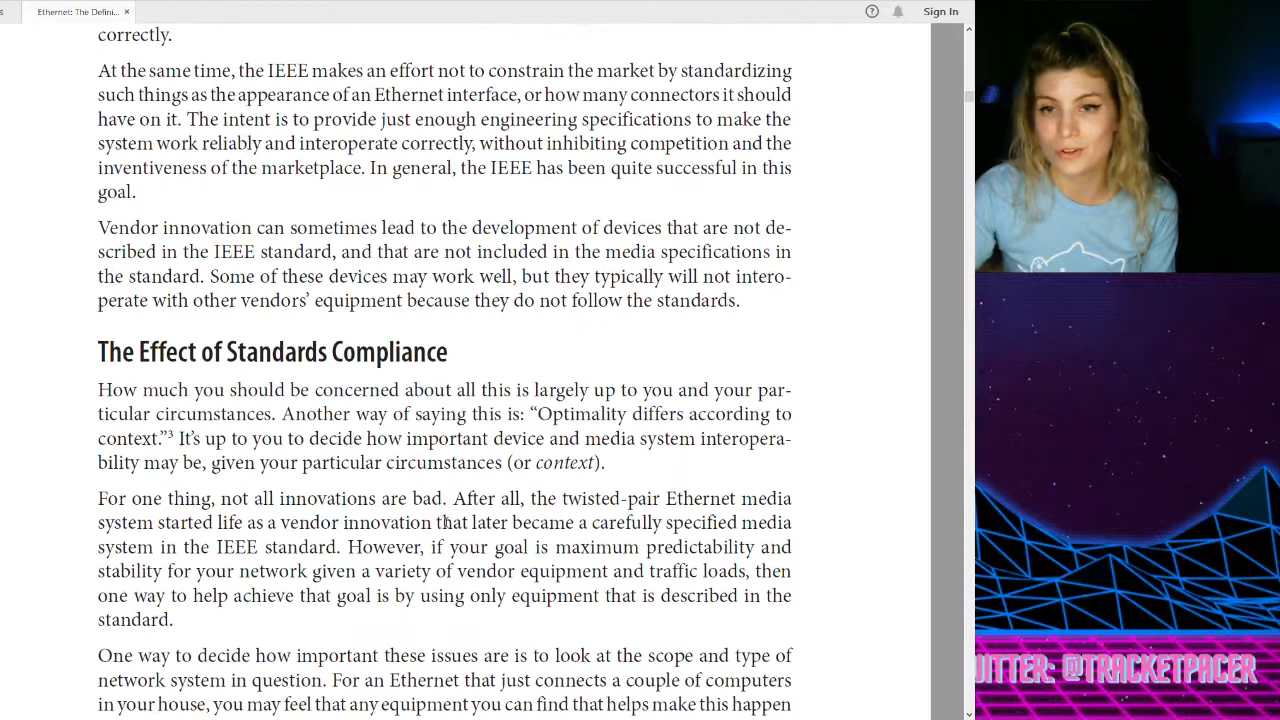 Ethernet: The Defini...
×
?
Sign In
correctly.
At the same time, the IEEE makes an effort not to constrain the market by standardizing
such things as the appearance of an Ethernet interface, or how many connectors it should
have on it. The intent is to provide just enough engineering specifications to make the
system work reliably and interoperate correctly, without inhibiting competition and the
inventiveness of the marketplace. In general, the IEEE has been quite successful in this
goal.
Vendor innovation can sometimes lead to the development of devices that are not de-
scribed in the IEEE standard, and that are not included in the media specifications in
the standard. Some of these devices may work well, but they typically will not intero-
perate with other vendors’ equipment because they do not follow the standards.
The Effect of Standards Compliance
How much you should be concerned about all this is largely up to you and your par-
ticular circumstances. Another way of saying this is: “Optimality differs according to
context.”³ It’s up to you to decide how important device and media system interopera-
bility may be, given your particular circumstances (or context).
For one thing, not all innovations are bad. After all, the twisted-pair Ethernet media
system started life as a vendor innovation that later became a carefully specified media
system in the IEEE standard. However, if your goal is maximum predictability and
stability for your network given a variety of vendor equipment and traffic loads, then
one way to help achieve that goal is by using only equipment that is described in the
standard.
One way to decide how important these issues are is to look at the scope and type of
network system in question. For an Ethernet that just connects a couple of computers
in your house, you may feel that any equipment you can find that helps make this happen
ITTER: @TRACKETPACER